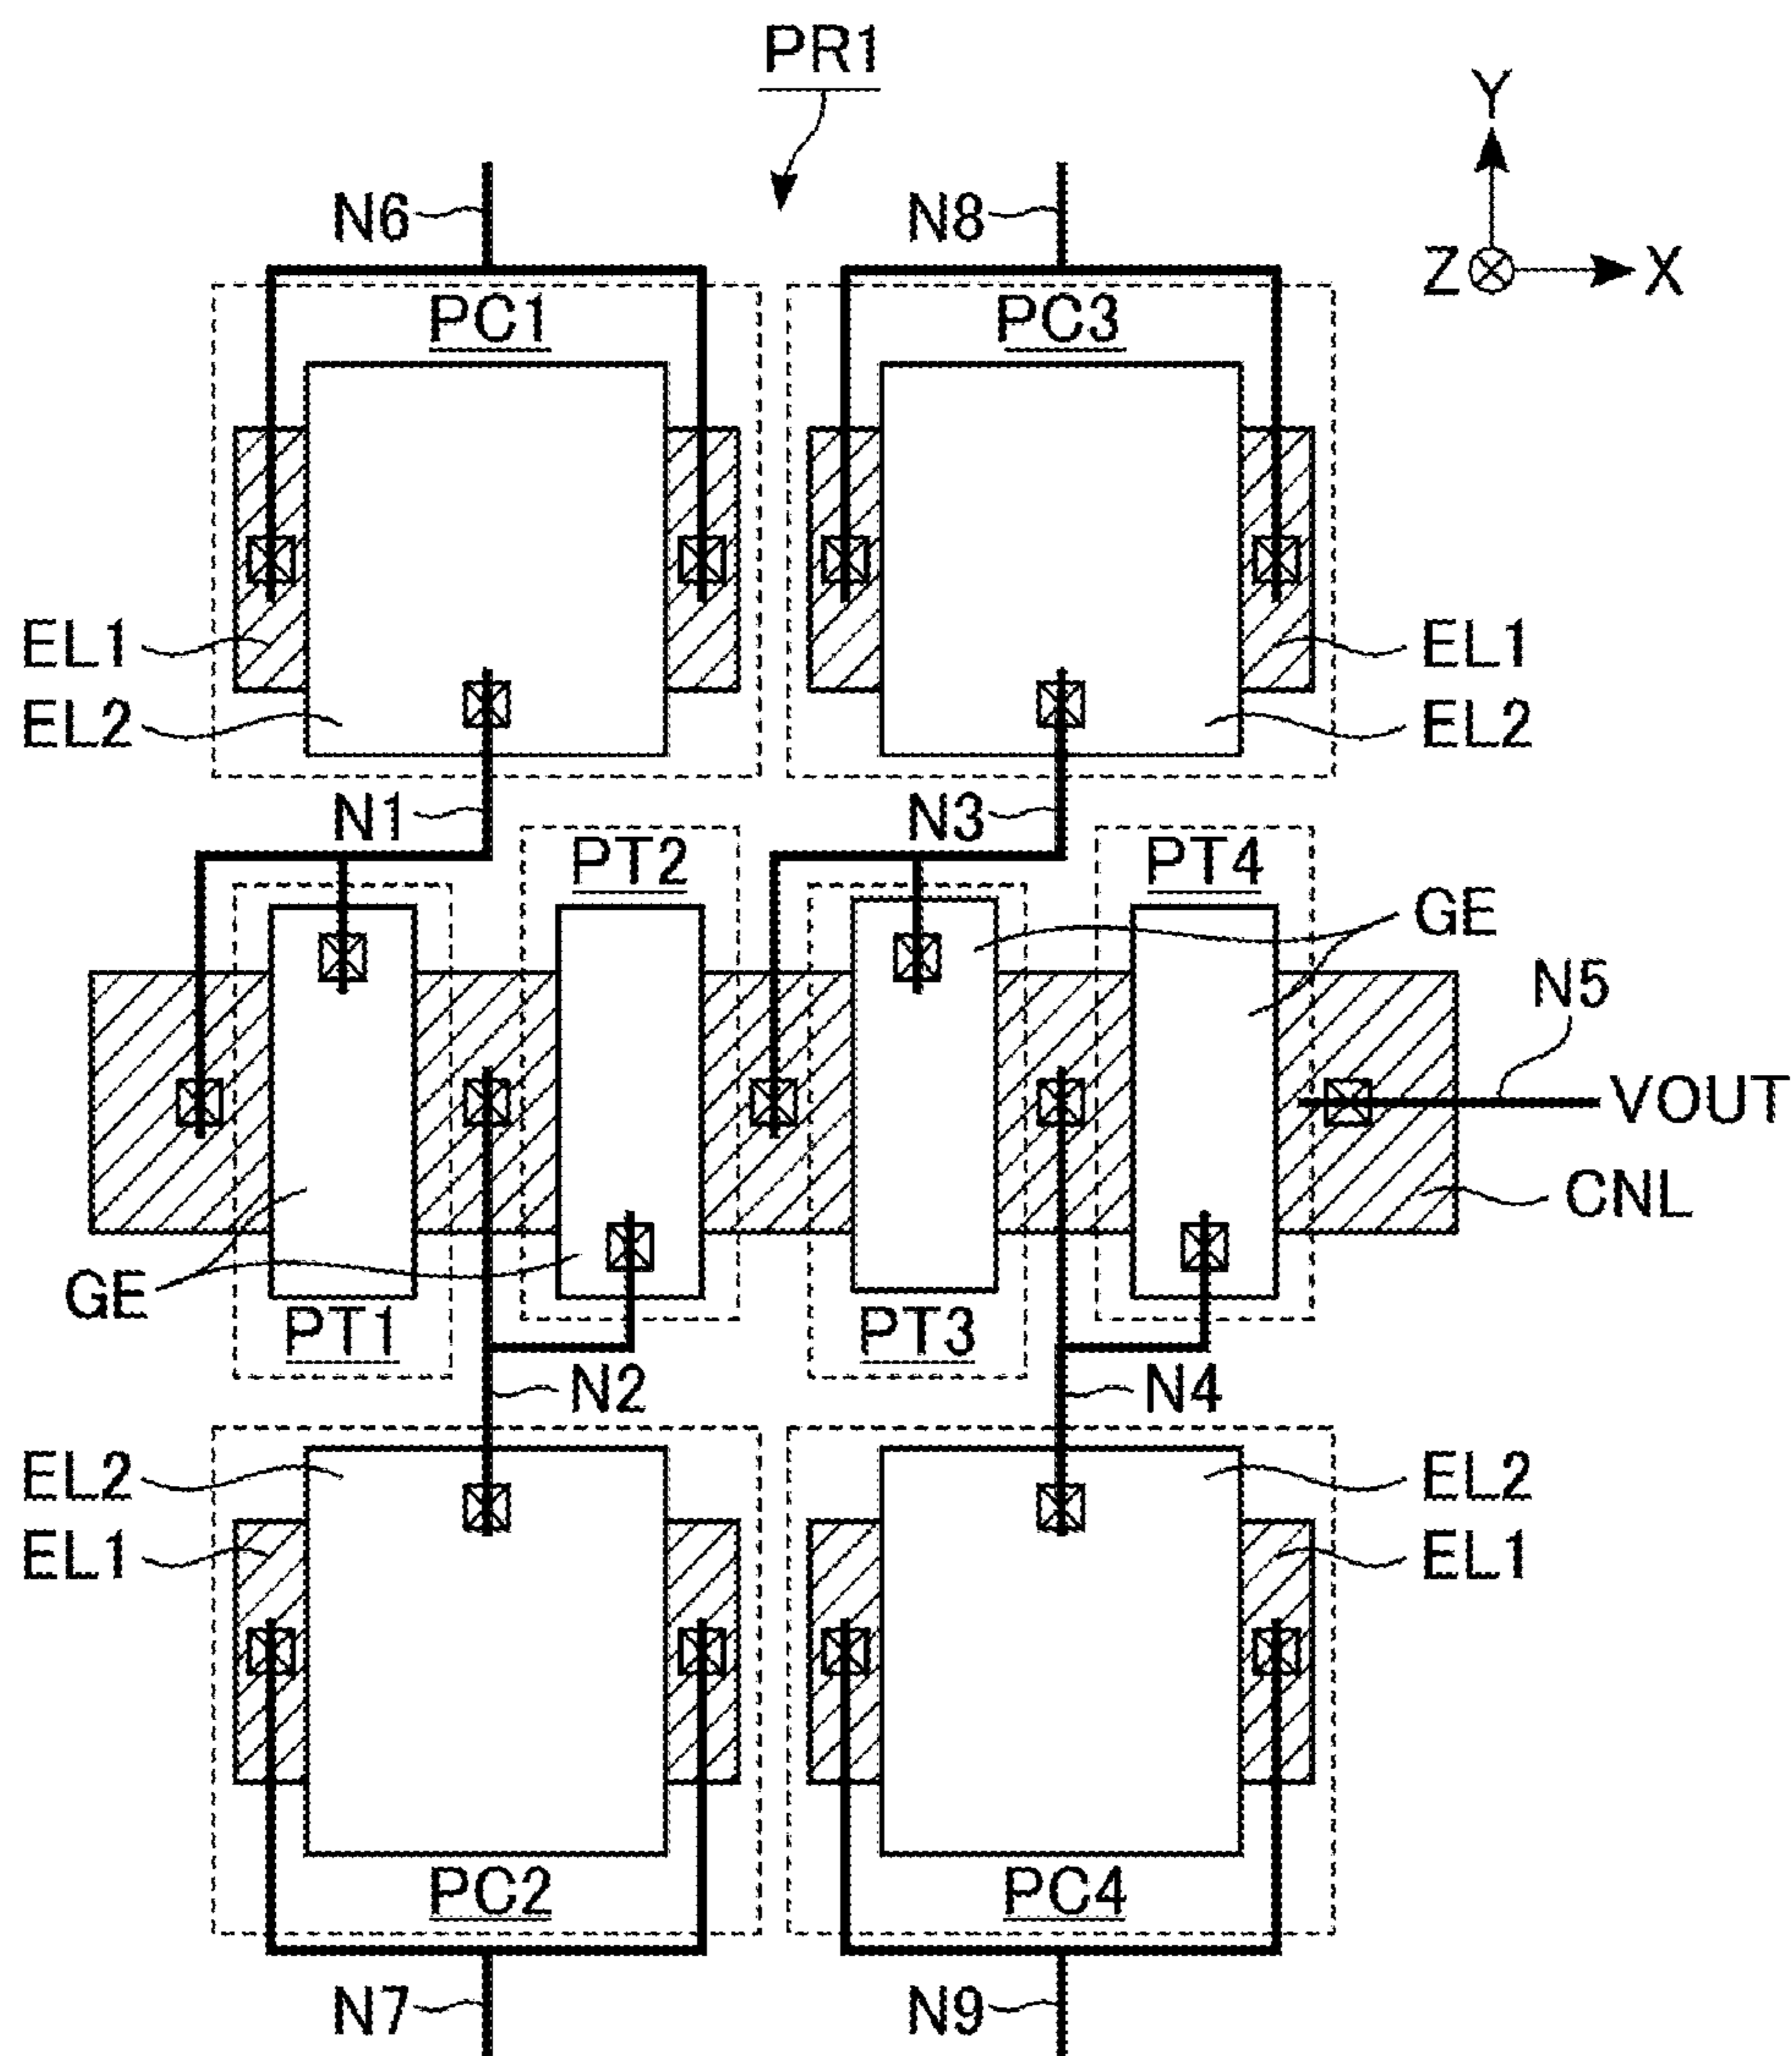 PR1
Y
N6
N8
Z
X
PC1
PC3
EL1
EL1
EL2
EL2
N1
N3
PT2
PT4
GE
N5
VOUT
CNL
GE
PT1
PT3
N2
N4
EL2
EL2
EL1
EL1
PC2
PC4
N7
N9